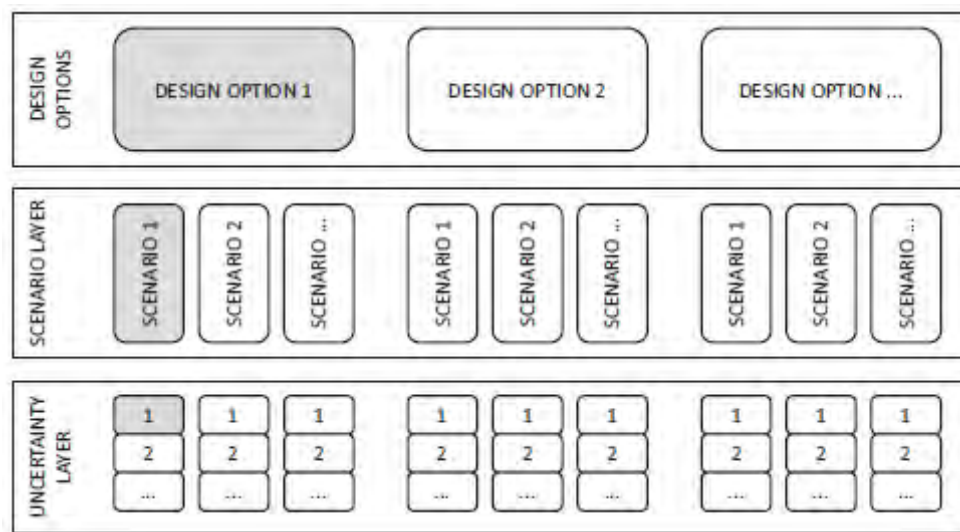 DESIGN
OPTIONS
DESIGN OPTION 1
DESIGN OPTION 2
DESIGN OPTION ...
SCENARIO LAYER
SCENARIO 1
SCENARIO 2
SCENARIO ...
SCENARIO 1
SCENARIO 2
SCENARIO ...
SCENARIO 1
SCENARIO 2
SCENARIO ...
UNCERTAINTY
LAYER
1 1 1 1 1 1 1 1 1
2 2 2 2 2 2 2 2 2
... ... ... ... ... ... ... ... ...